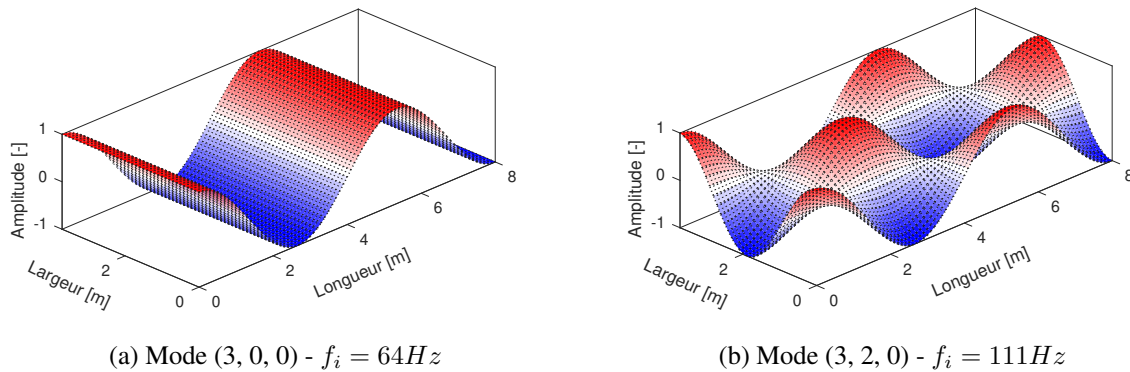 1
0
-1
Amplitude [-]
2
0
Largeur [m]
0
2
4
6
8
Longueur [m]
(a) Mode (3, 0, 0) - f_i = 64Hz
1
0
-1
Amplitude [-]
2
0
Largeur [m]
0
2
4
6
8
Longueur [m]
(b) Mode (3, 2, 0) - f_i = 111Hz